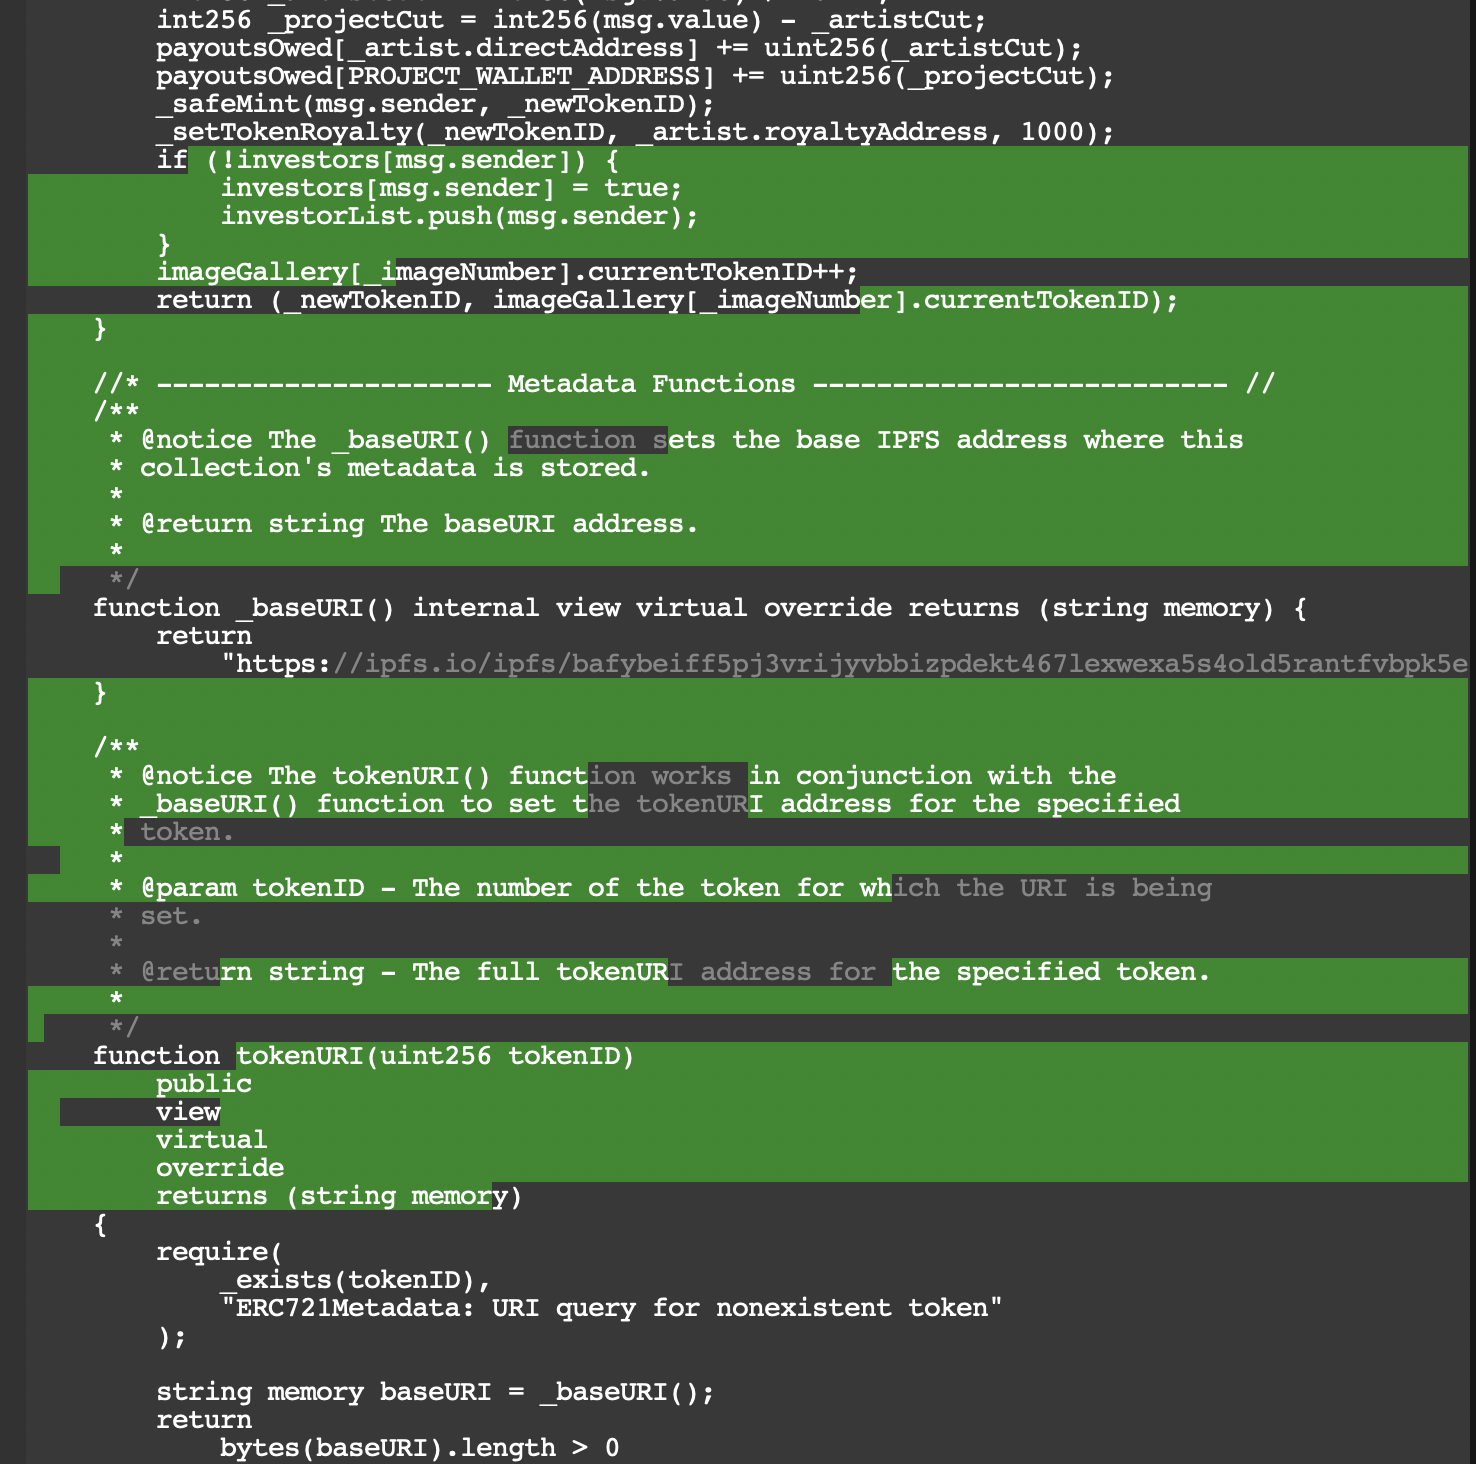 int256 _projectCut = int256(msg.value) - _artistCut;
payoutsOwed[_artist.directAddress] += uint256(_artistCut);
payoutsOwed[PROJECT_WALLET_ADDRESS] += uint256(_projectCut);
_safeMint(msg.sender, _newTokenID);
_setTokenRoyalty(_newTokenID, _artist.royaltyAddress, 1000);
if (!investors[msg.sender]) {
investors[msg.sender] = true;
investorList.push(msg.sender);
}
imageGallery[_imageNumber].currentTokenID++;
return (_newTokenID, imageGallery[_imageNumber].currentTokenID);
}
//* --------------------- Metadata Functions -------------------------- //
/**
* @notice The _baseURI() function sets the base IPFS address where this
* collection's metadata is stored.
*
* @return string The baseURI address.
*
*/
function _baseURI() internal view virtual override returns (string memory) {
return
"https://ipfs.io/ipfs/bafybeiff5pj3vrijyvbbizpdekt467lexwexa5s4old5rantfvbpk5e
}
/**
* @notice The tokenURI() function works in conjunction with the
* _baseURI() function to set the tokenURI address for the specified
* token.
*
* @param tokenID - The number of the token for which the URI is being
* set.
*
* @return string - The full tokenURI address for the specified token.
*
*/
function tokenURI(uint256 tokenID)
public
view
virtual
override
returns (string memory)
{
require(
_exists(tokenID),
"ERC721Metadata: URI query for nonexistent token"
);
string memory baseURI = _baseURI();
return
bytes(baseURI).length > 0